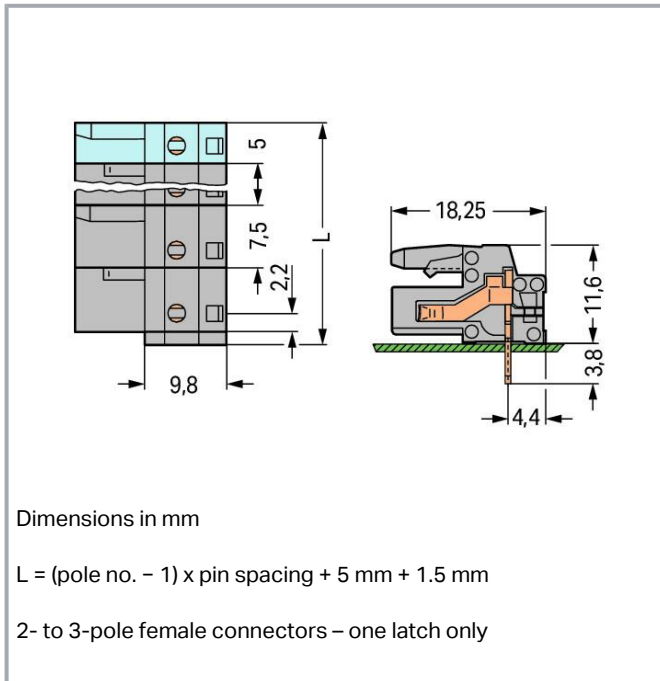 5
7,5
2,2
L
9,8
18,25
11,6
3,8
4,4
Dimensions in mm
L = (pole no. − 1) x pin spacing + 5 mm + 1.5 mm
2- to 3-pole female connectors – one latch only